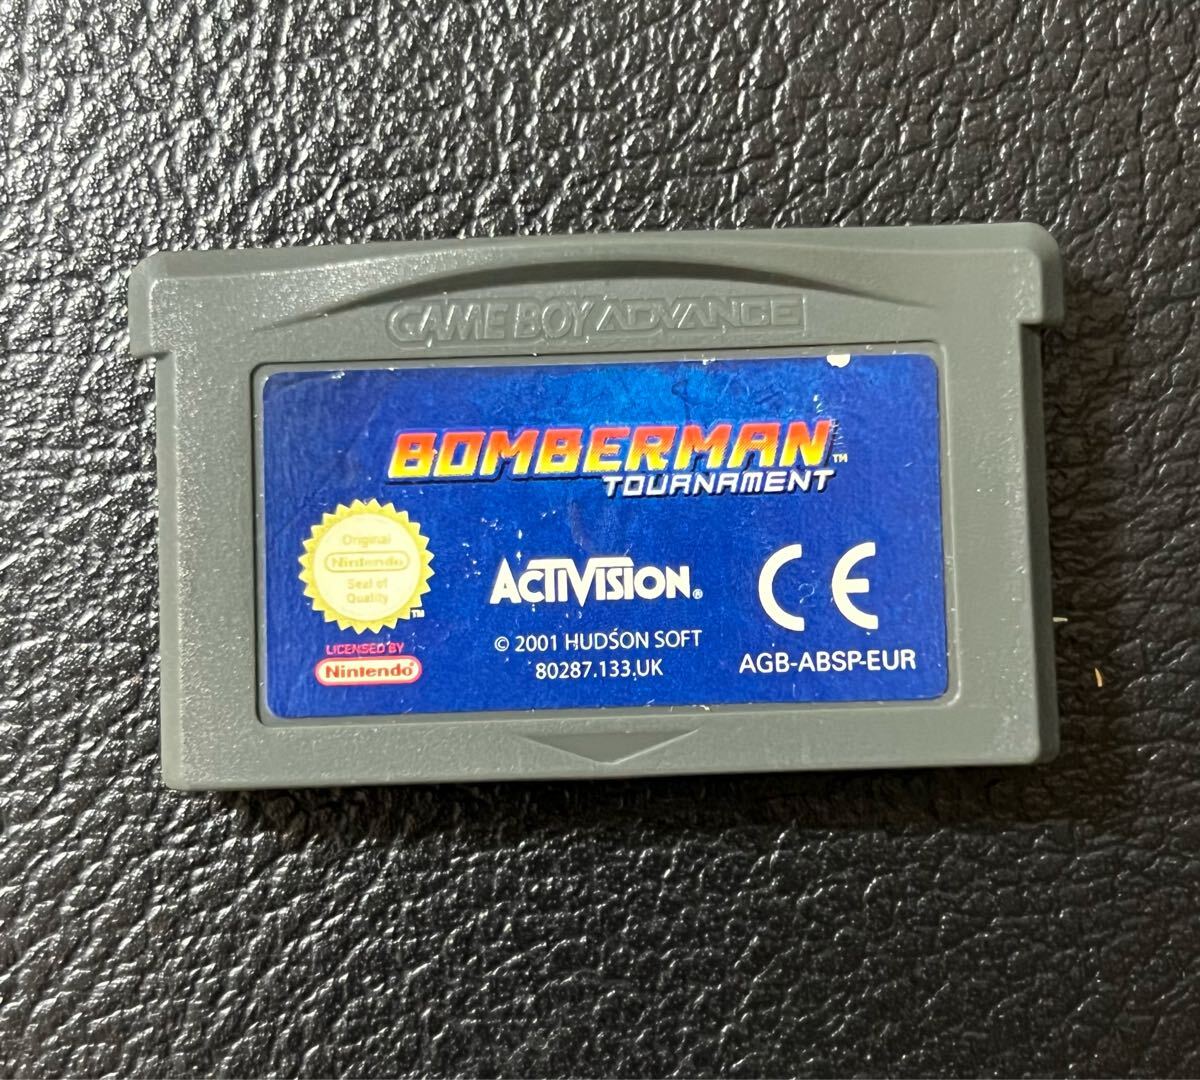 GAME BOY ADVANCE
BOMBERMAN™
TOURNAMENT
Original
Nintendo
Seal of
Quality
™
LICENSED BY
Nintendo®
ACTIVISION®
© 2001 HUDSON SOFT
80287.133.UK
CE
AGB-ABSP-EUR